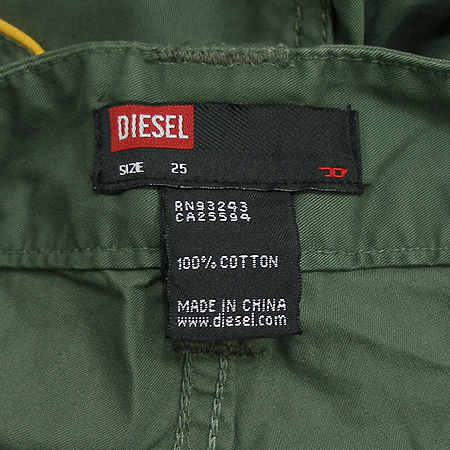 DIESEL
SIZE 25
RN93243
CA25594
100% COTTON
MADE IN CHINA
www.diesel.com